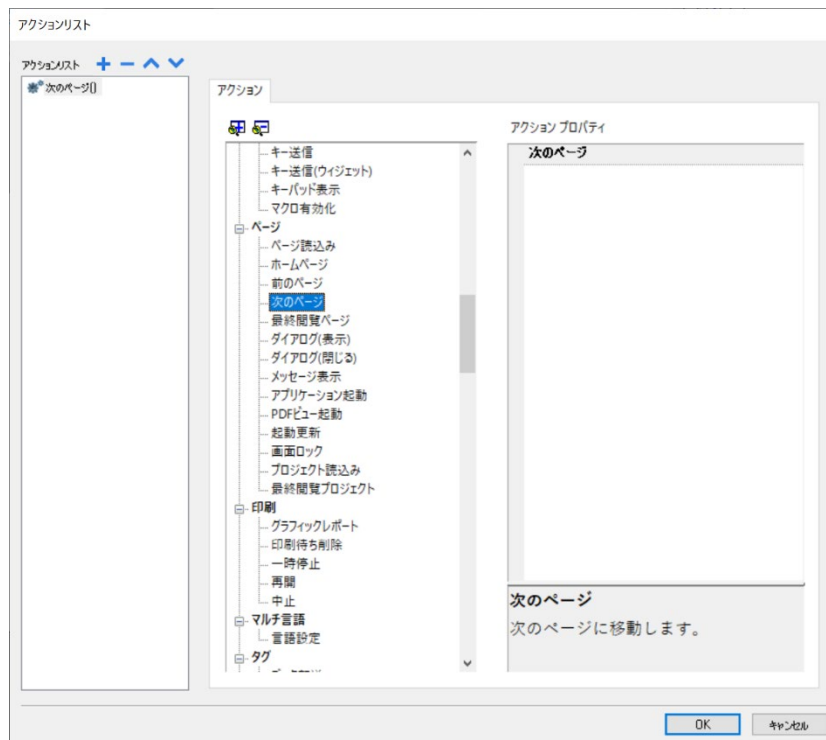 アクションリスト
アクションリスト
次のページ()
アクション
キー送信
キー送信(ウィジェット)
キーパッド表示
マクロ有効化
ページ
ページ読込み
ホームページ
前のページ
次のページ
最終閲覧ページ
ダイアログ(表示)
ダイアログ(閉じる)
メッセージ表示
アプリケーション起動
PDFビュー起動
起動更新
画面ロック
プロジェクト読込み
最終閲覧プロジェクト
印刷
グラフィックレポート
印刷待ち削除
一時停止
再開
中止
マルチ言語
言語設定
タグ
アクション プロパティ
次のページ
次のページ
次のページに移動します。
OK
キャンセル